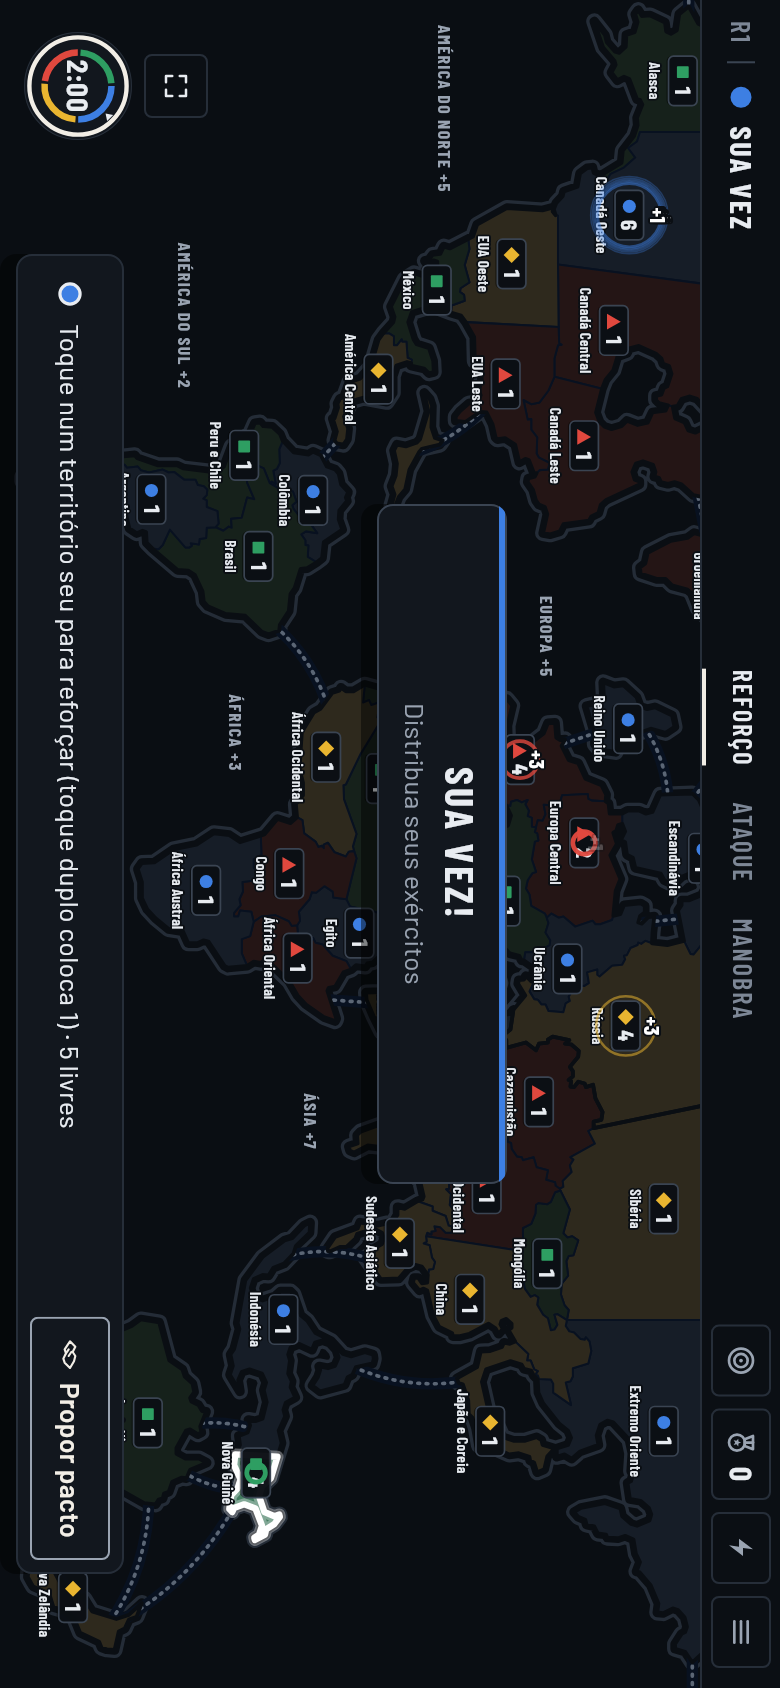 R1
SUA VEZ
REFORÇO
ATAQUE
MANOBRA
0
Alasca
1
+1
6
Canadá Oeste
1
Canadá Central
1
Canadá Leste
1
EUA Oeste
1
EUA Leste
1
México
1
América Central
AMÉRICA DO NORTE +5
AMÉRICA DO SUL +2
1
Colômbia
1
Peru e Chile
1
Brasil
1
EUROPA +5
1
Reino Unido
Escandinávia
+3
4
Europa Central
1
Ucrânia
+3
4
Rússia
1
Cazaquistão
1
Sibéria
1
Mongólia
1
China
1
Extremo Oriente
1
Japão e Coreia
1
Sudeste Asiático
1
Indonésia
Nova Guiné
1
1
ÁSIA +7
ÁFRICA +3
1
África Ocidental
1
Congo
1
Egito
1
África Oriental
1
África Austral
SUA VEZ!
Distribua seus exércitos
2:00
Toque num território seu para reforçar (toque duplo coloca 1) · 5 livres
Propor pacto